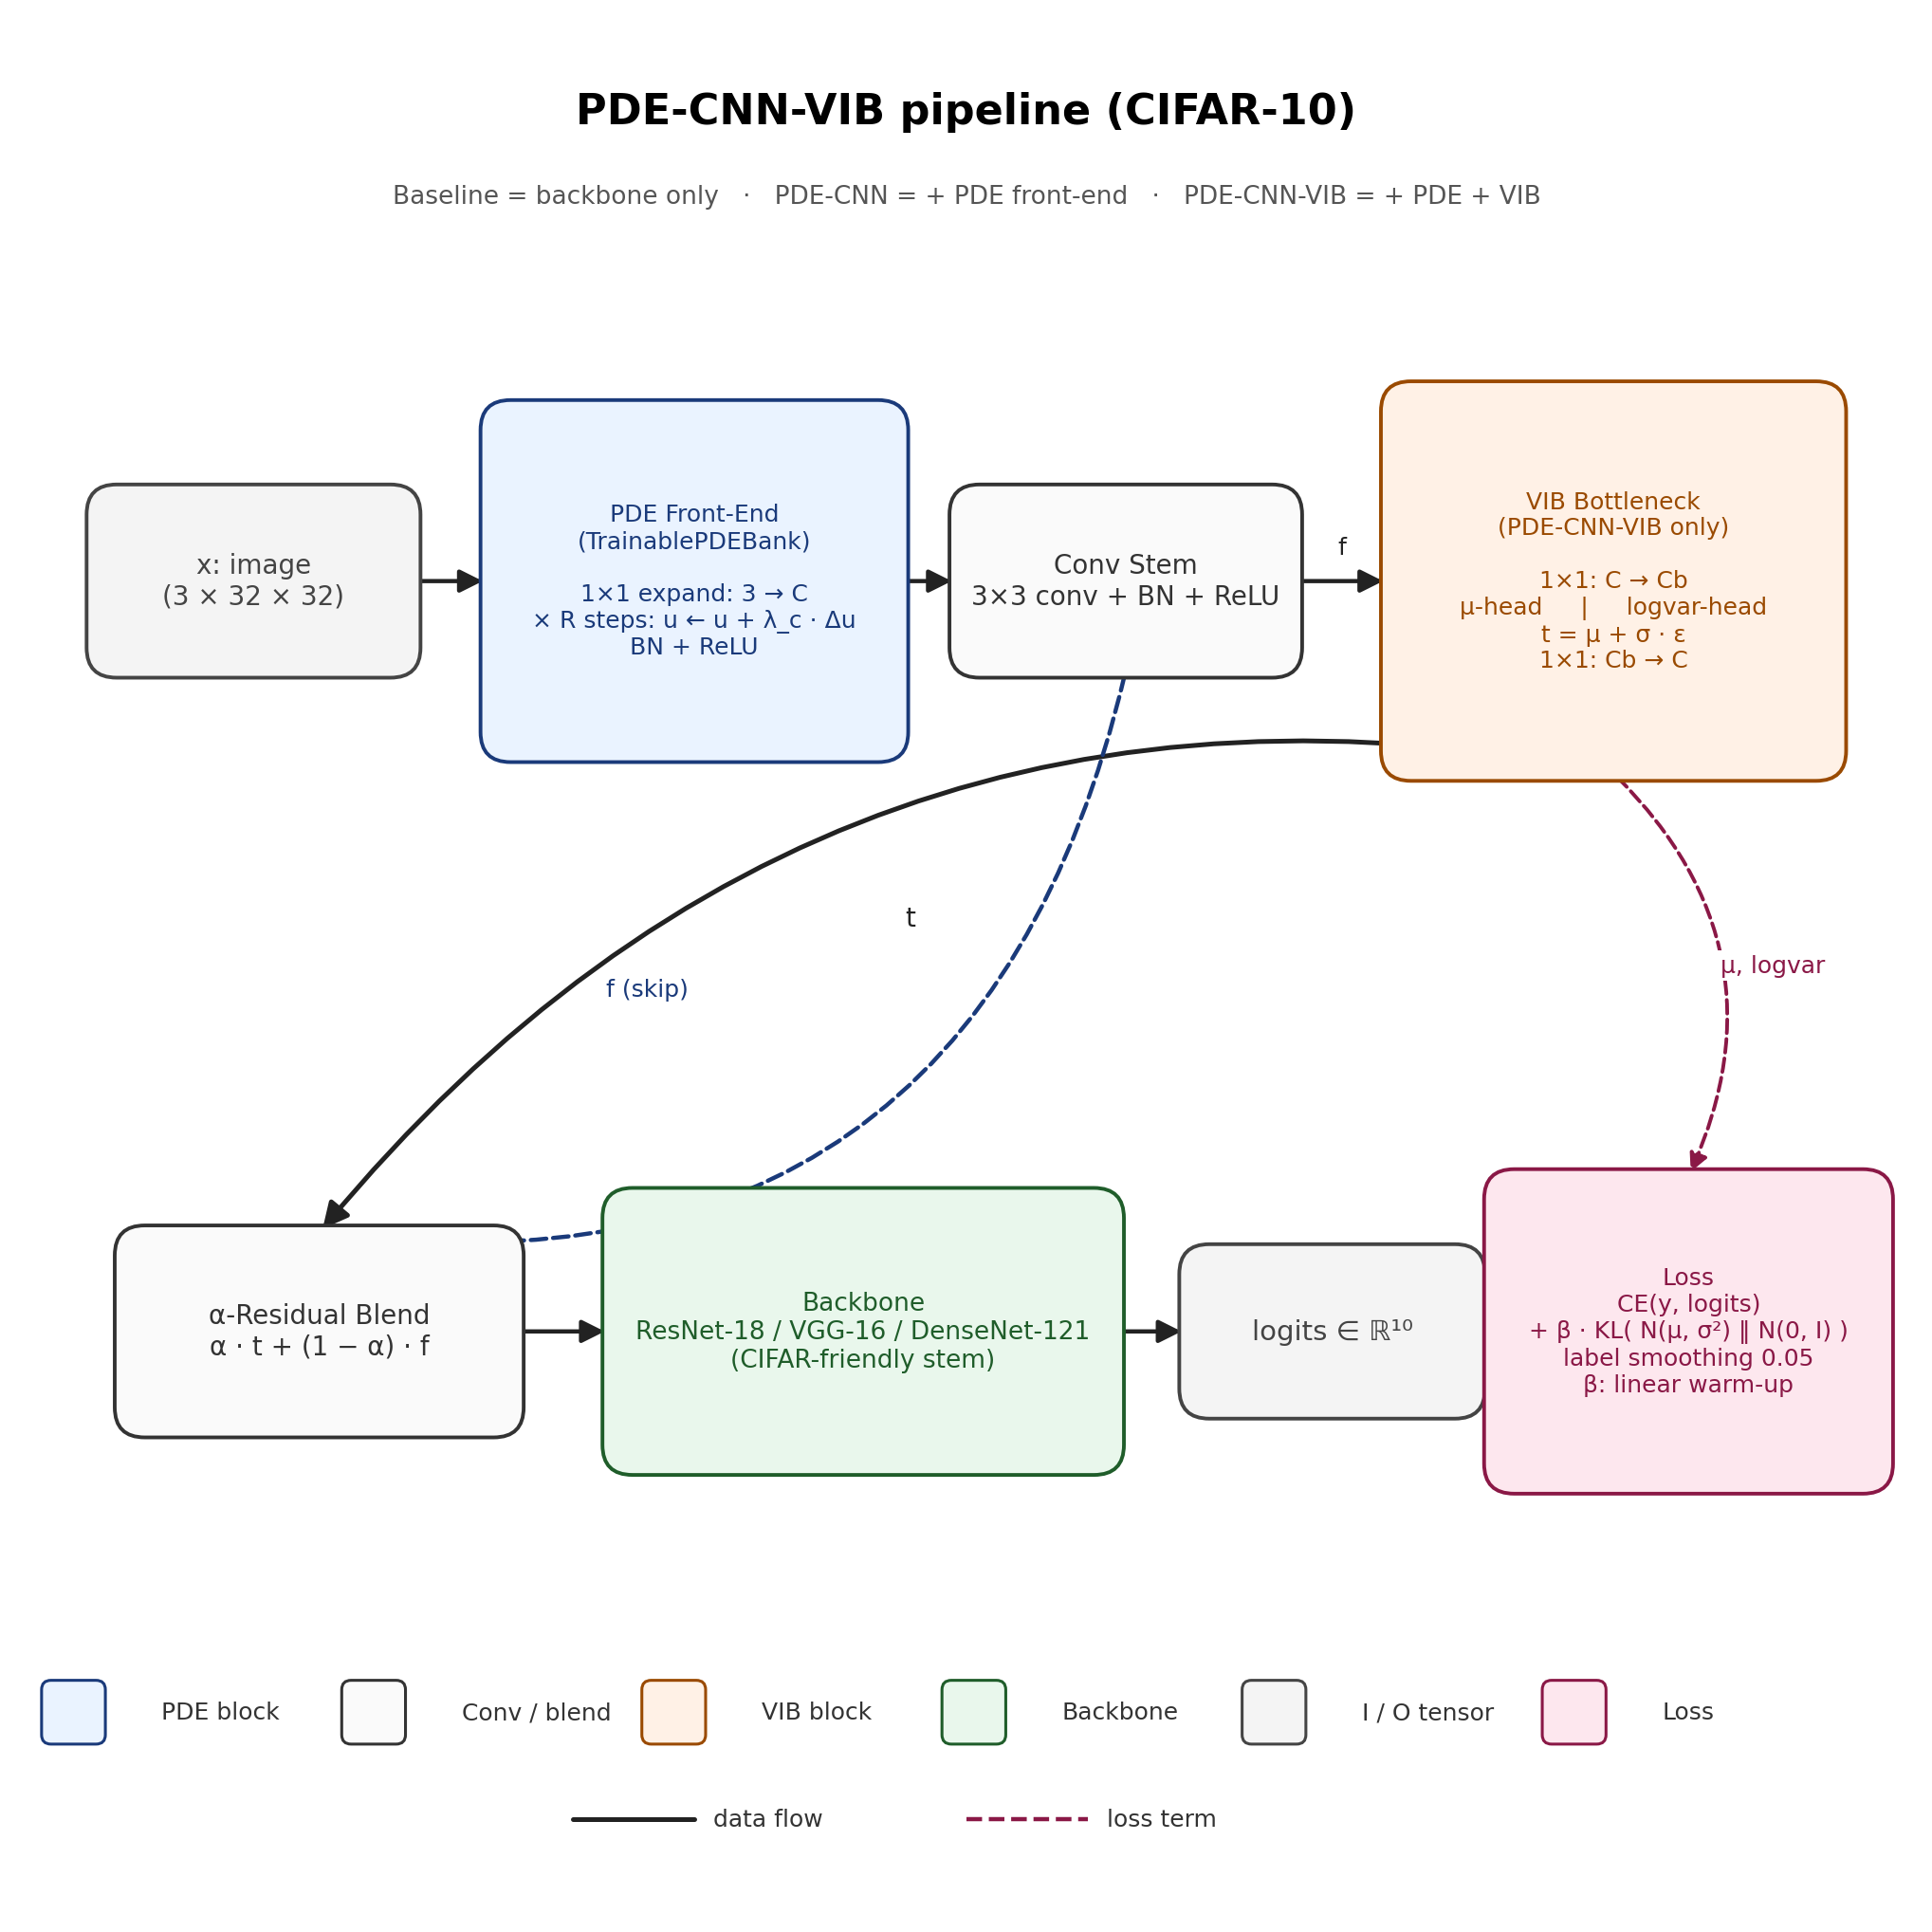 PDE-CNN-VIB pipeline (CIFAR-10)
Baseline = backbone only · PDE-CNN = + PDE front-end · PDE-CNN-VIB = + PDE + VIB
x: image
(3 × 32 × 32)
PDE Front-End
(TrainablePDEBank)
1×1 expand: 3 → C
× R steps: u ← u + λ_c · Δu
BN + ReLU
Conv Stem
3×3 conv + BN + ReLU
f
VIB Bottleneck
(PDE-CNN-VIB only)
1×1: C → Cb
μ-head | logvar-head
t = μ + σ · ε
1×1: Cb → C
t
f (skip)
μ, logvar
α-Residual Blend
α · t + (1 − α) · f
Backbone
ResNet-18 / VGG-16 / DenseNet-121
(CIFAR-friendly stem)
logits ∈ ℝ¹⁰
Loss
CE(y, logits)
+ β · KL( N(μ, σ²) ‖ N(0, I) )
label smoothing 0.05
β: linear warm-up
PDE block
Conv / blend
VIB block
Backbone
I / O tensor
Loss
data flow
loss term